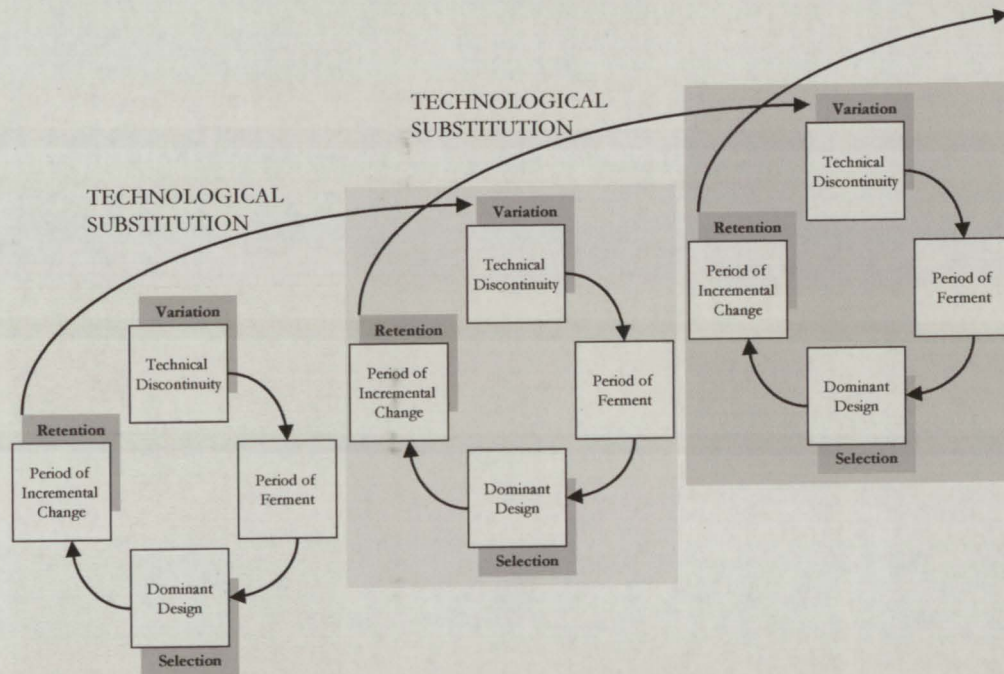 TECHNOLOGICAL
SUBSTITUTION
Variation
Technical
Discontinuity
Retention
Period of
Incremental
Change
Period of
Ferment
Dominant
Design
Selection
TECHNOLOGICAL
SUBSTITUTION
Variation
Technical
Discontinuity
Retention
Period of
Incremental
Change
Period of
Ferment
Dominant
Design
Selection
Variation
Technical
Discontinuity
Retention
Period of
Incremental
Change
Period of
Ferment
Dominant
Design
Selection